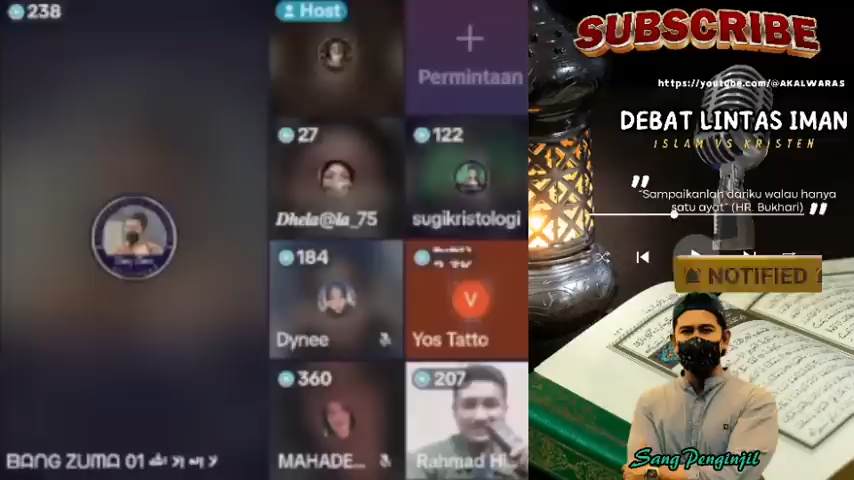 238
Host
Permintaan
27
Dhela@la_75
122
sugikristologi
184
Dynee
Yos Tatto
V
360
MAHADE...
207
Rahmad Hi...
BANG ZUMA 01
SUBSCRIBE
https://youtube.com/@AKALWARAS
DEBAT LINTAS IMAN
ISLAM VS KRISTEN
"Sampaikanlah dariku walau hanya
satu ayat" (HR. Bukhari)
NOTIFIED
Sang Penginjil